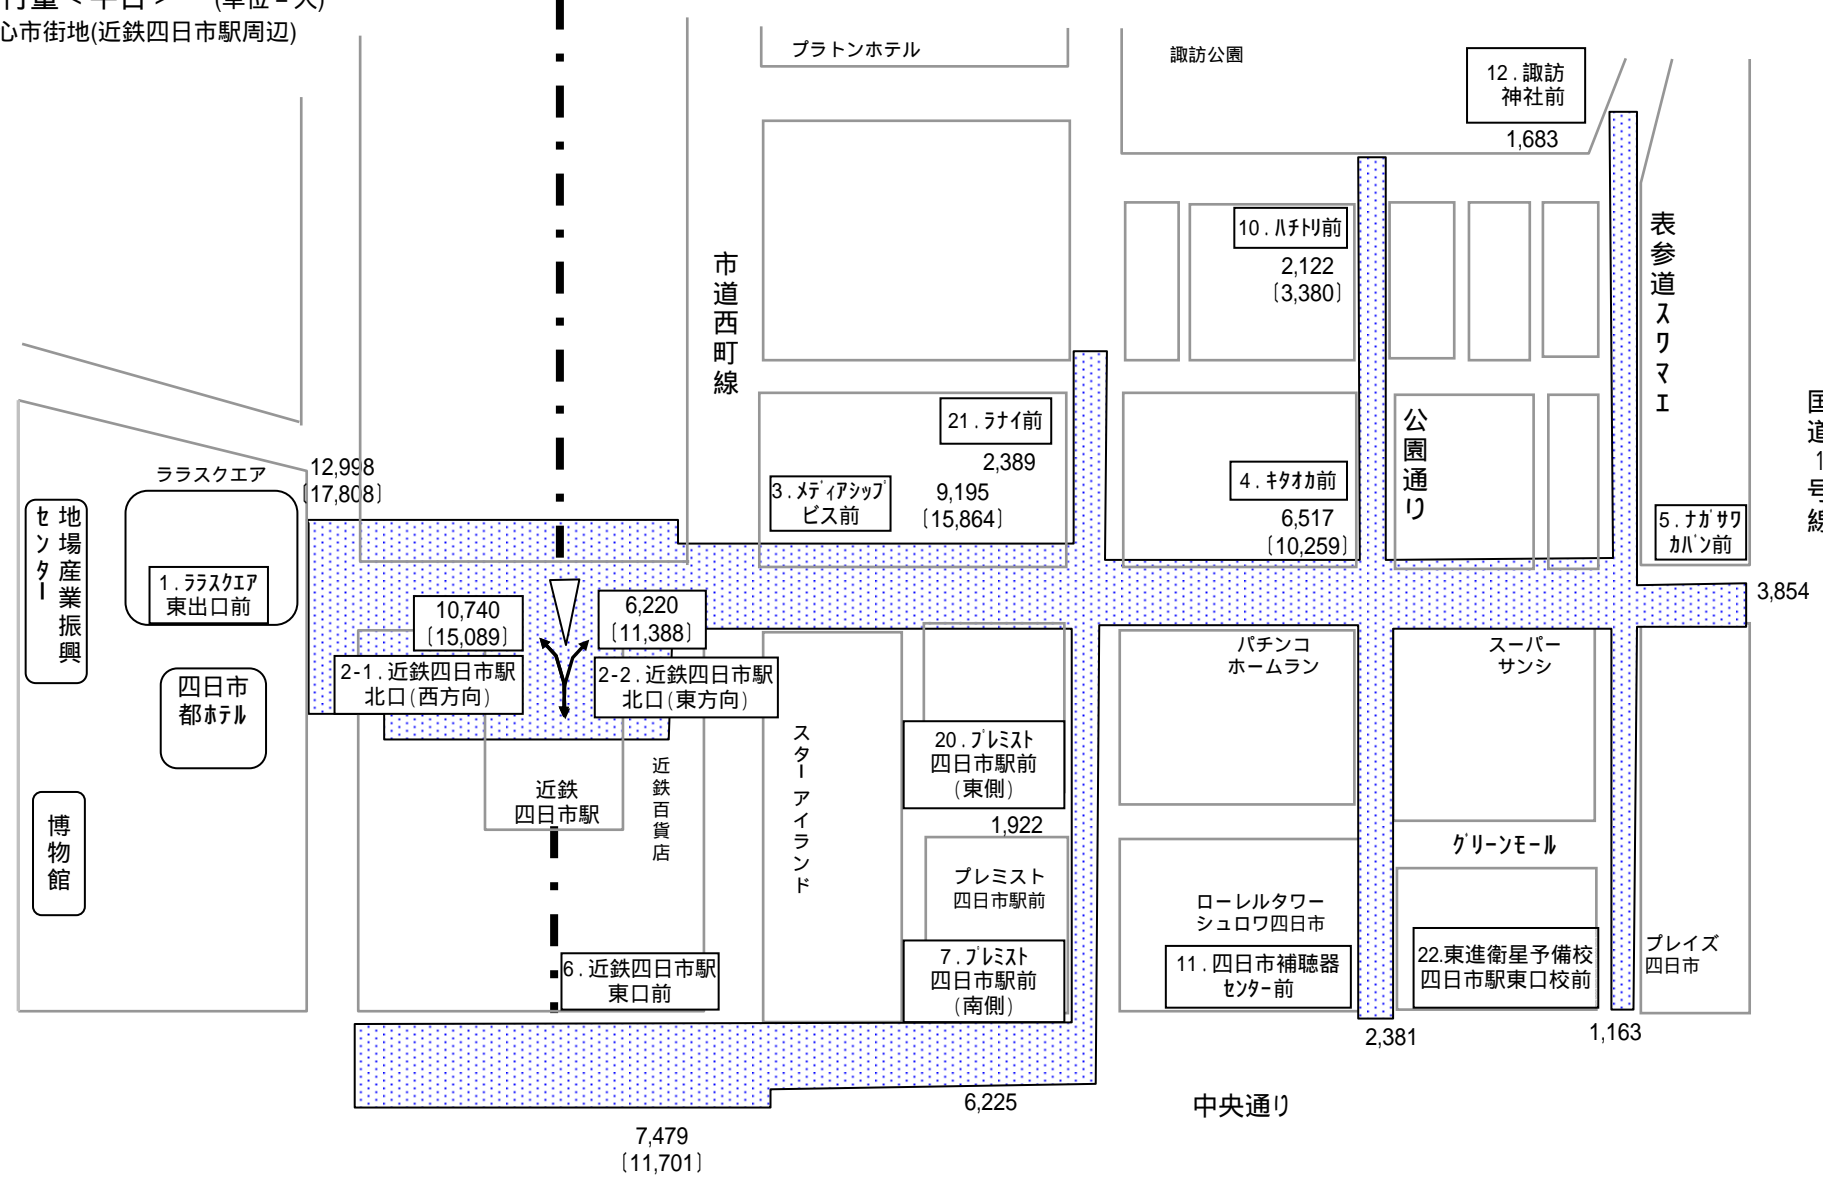 行量<平日> (単位=人)
心市街地(近鉄四日市駅周辺)
プラトンホテル
諏訪公園
12.諏訪
神社前
1,683
10.ﾊﾁﾄﾘ前
2,122
(3,380)
市道西町線
表参道スワマエ
国道1号線
21.ﾗﾅｲ前
2,389
3.ﾒﾃﾞｨｱｼｯﾌﾟ
ビス前
9,195
(15,864)
4.ｷﾀｵｶ前
6,517
(10,259)
公園通り
5.ﾅｶﾞｻﾜ
ｶﾊﾞﾝ前
3,854
ララスクエア
12,998
(17,808)
地場産業振興
センター
1.ﾗﾗｽｸｴｱ
東出口前
10,740
(15,089)
6,220
(11,388)
2-1.近鉄四日市駅
北口(西方向)
2-2.近鉄四日市駅
北口(東方向)
四日市
都ﾎﾃﾙ
パチンコ
ホームラン
スーパー
サンシ
スターアイランド
20.ﾌﾟﾚﾐｽﾄ
四日市駅前
(東側)
1,922
近鉄
四日市駅
近鉄百貨店
博物館
ｸﾞﾘｰﾝﾓｰﾙ
プレミスト
四日市駅前
ローレルタワー
シュロワ四日市
6.近鉄四日市駅
東口前
7.ﾌﾟﾚﾐｽﾄ
四日市駅前
(南側)
11.四日市補聴器
ｾﾝﾀｰ前
22.東進衛星予備校
四日市駅東口校前
プレイズ
四日市
2,381
1,163
6,225
中央通り
7,479
(11,701)